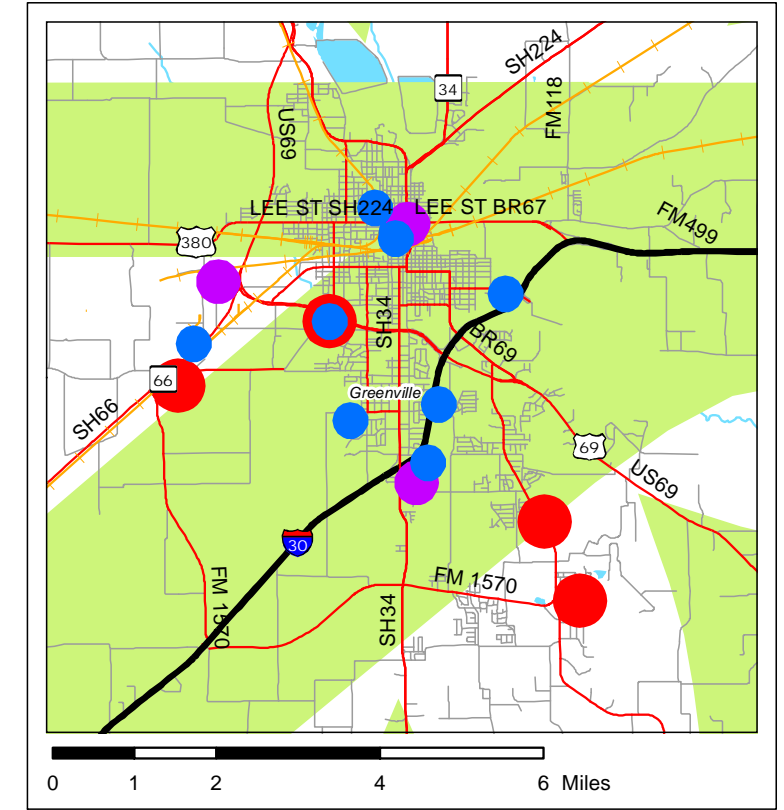 SH224
34
FM118
US69
LEE ST SH224
LEE ST BR67
FM499
380
SH34
BR69
66
Greenville
SH66
69
US69
30
FM 1570
FM 1570
SH34
0 1 2 4 6 Miles